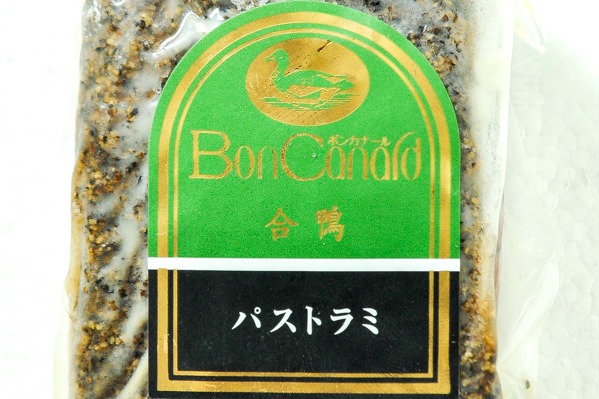 ボンカナール
BonCanard
合鴨
パストラミ